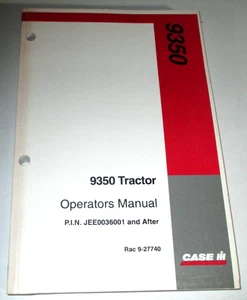 9350
9350 Tractor
Operators Manual
P.I.N. JEE0036001 and After
Rac 9-27740
CASE IH